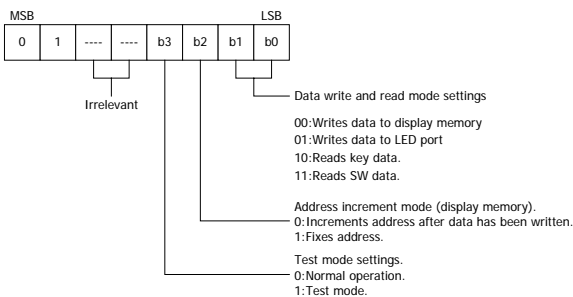 MSB LSB
0 1 ---- ---- b3 b2 b1 b0
Irrelevant
Data write and read mode settings
00:Writes data to display memory
01:Writes data to LED port
10:Reads key data.
11:Reads SW data.
Address increment mode (display memory).
0:Increments address after data has been written.
1:Fixes address.
Test mode settings.
0:Normal operation.
1:Test mode.